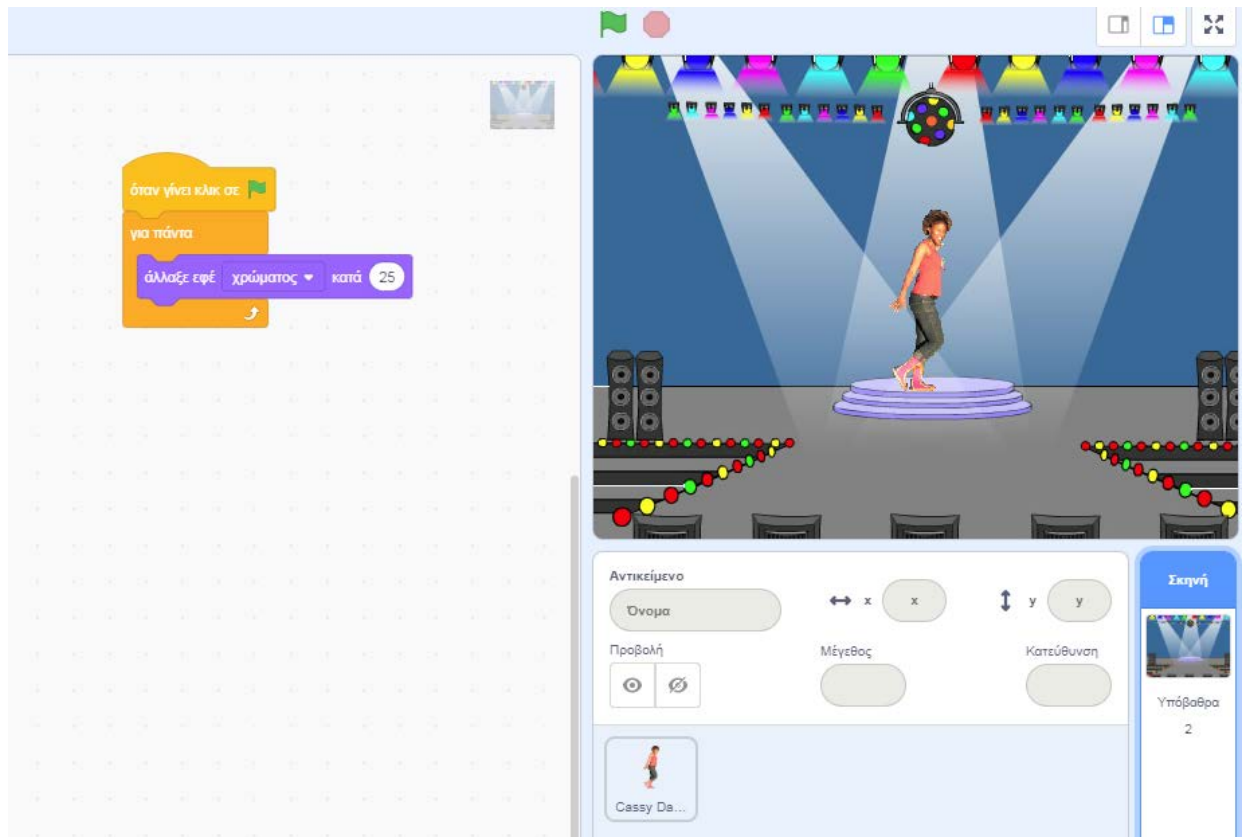 όταν γίνει κλικ σε
για πάντα
άλλαξε εφέ χρώματος κατά 25
Αντικείμενο
Όνομα
x x
y y
Προβολή
Μέγεθος
Κατεύθυνση
Cassy Da...
Σκηνή
Υπόβαθρα
2